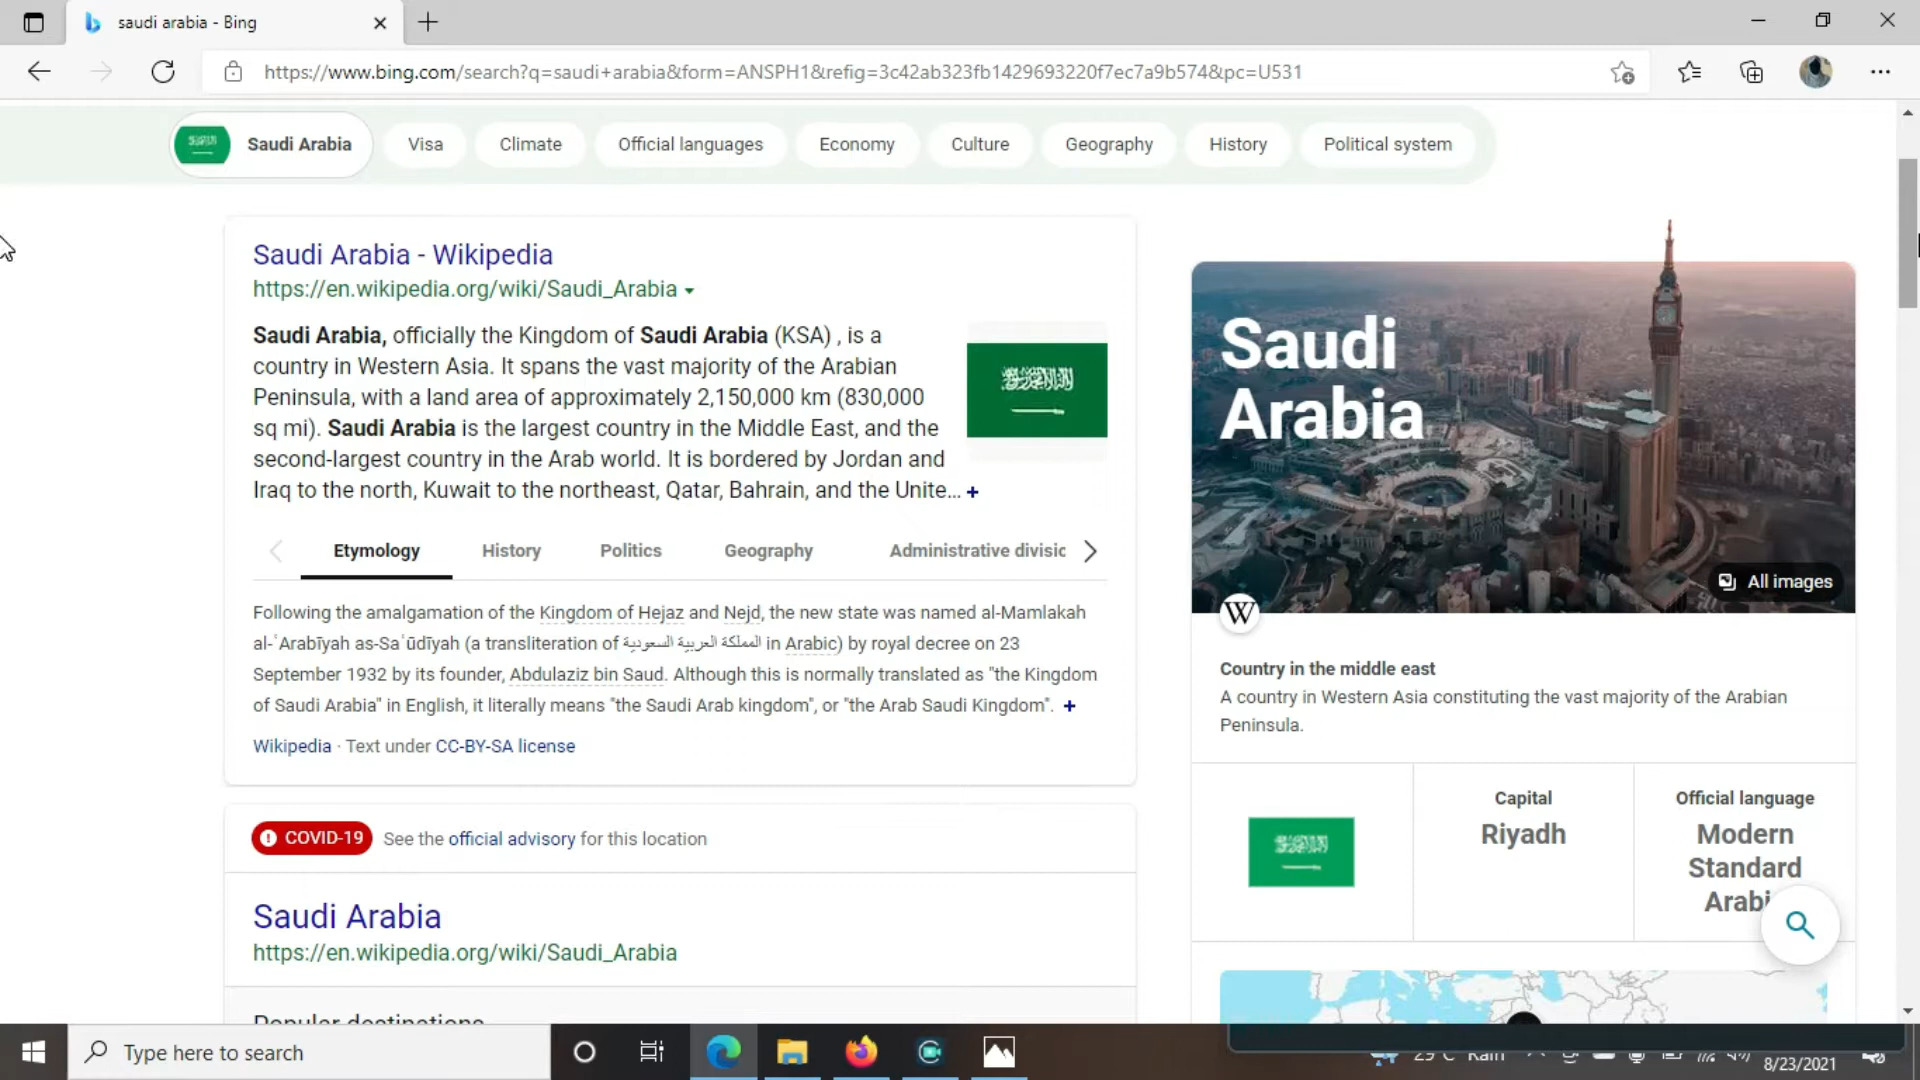 saudi arabia - Bing
https://www.bing.com/search?q=saudi+arabia&form=ANSPH1&refig=3c42ab323fb1429693220f7ec7a9b574&pc=U531
Saudi Arabia
Visa
Climate
Official languages
Economy
Culture
Geography
History
Political system
Saudi Arabia - Wikipedia
https://en.wikipedia.org/wiki/Saudi_Arabia
Saudi Arabia, officially the Kingdom of Saudi Arabia (KSA) , is a
country in Western Asia. It spans the vast majority of the Arabian
Peninsula, with a land area of approximately 2,150,000 km (830,000
sq mi). Saudi Arabia is the largest country in the Middle East, and the
second-largest country in the Arab world. It is bordered by Jordan and
Iraq to the north, Kuwait to the northeast, Qatar, Bahrain, and the Unite... +
Etymology
History
Politics
Geography
Administrative divisic
Following the amalgamation of the Kingdom of Hejaz and Nejd, the new state was named al-Mamlakah
al-ʿArabīyah as-Saʿūdīyah (a transliteration of المملكة العربية السعودية in Arabic) by royal decree on 23
September 1932 by its founder, Abdulaziz bin Saud. Although this is normally translated as "the Kingdom
of Saudi Arabia" in English, it literally means "the Saudi Arab kingdom", or "the Arab Saudi Kingdom". +
Wikipedia · Text under CC-BY-SA license
COVID-19 See the official advisory for this location
Saudi Arabia
https://en.wikipedia.org/wiki/Saudi_Arabia
Popular destinations
Saudi
Arabia
All images
W
Country in the middle east
A country in Western Asia constituting the vast majority of the Arabian
Peninsula.
Capital
Riyadh
Official language
Modern
Standard
Arabi
Type here to search
29°C Rain
8/23/2021